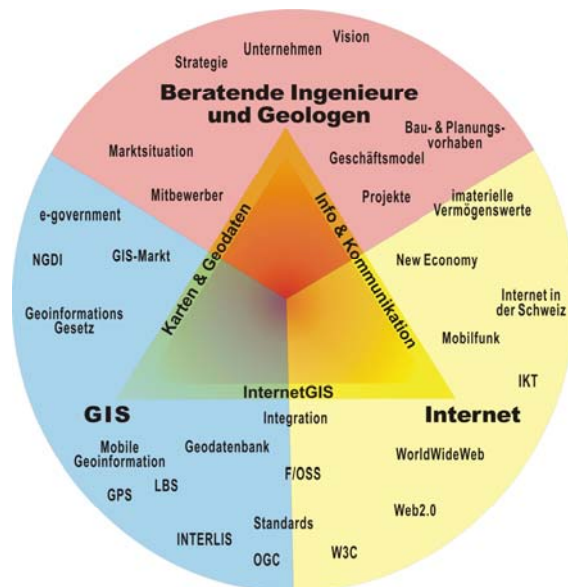 Vision
Unternehmen
Strategie
Beratende Ingenieure
und Geologen
Bau- & Planungs-
vorhaben
Marktsituation
Geschäftsmodel
Mitbewerber
Projekte
imaterielle
Vermögenswerte
e-government
Karten & Geodaten
Info & Kommunikation
NGDI
GIS-Markt
New Economy
Geoinformations
Gesetz
Internet in
der Schweiz
Mobilfunk
IKT
InternetGIS
GIS
Internet
Integration
Mobile
Geoinformation
Geodatenbank
WorldWideWeb
F/OSS
LBS
GPS
Web2.0
Standards
INTERLIS
OGC
W3C